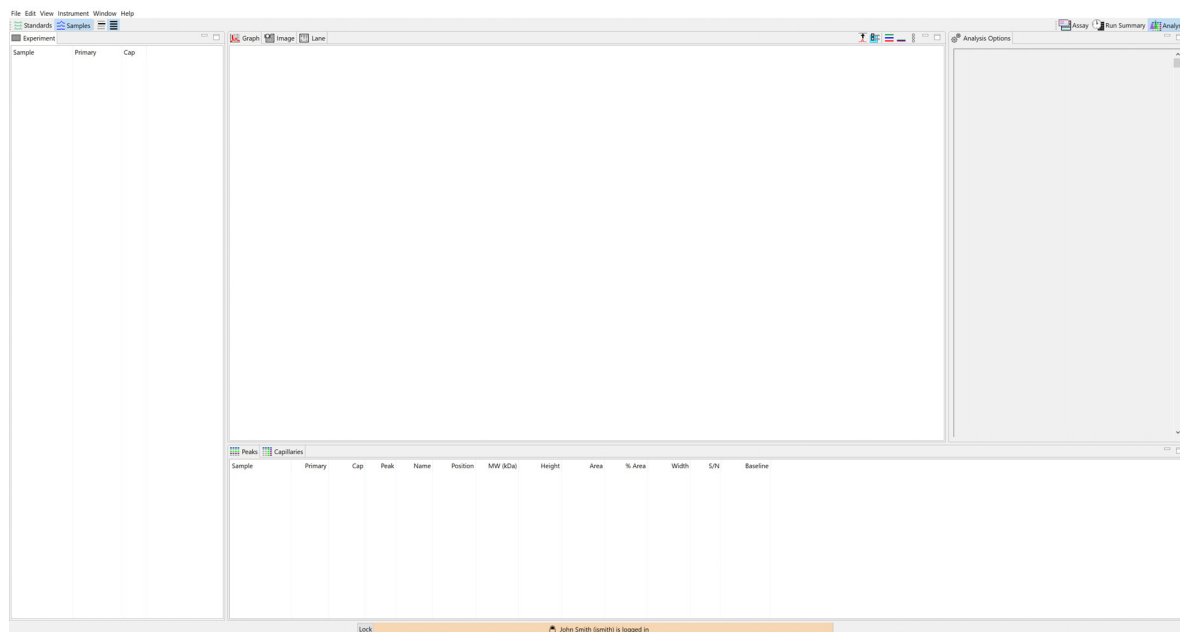 File Edit View Instrument Window Help
Standards Samples Assay Run Summary Analysi
Experiment Graph Image Lane Analysis Options
Sample Primary Cap
Peaks Capillaries
Sample Primary Cap Peak Name Position MW (kDa) Height Area % Area Width S/N Baseline
Lock John Smith (jsmith) is logged in